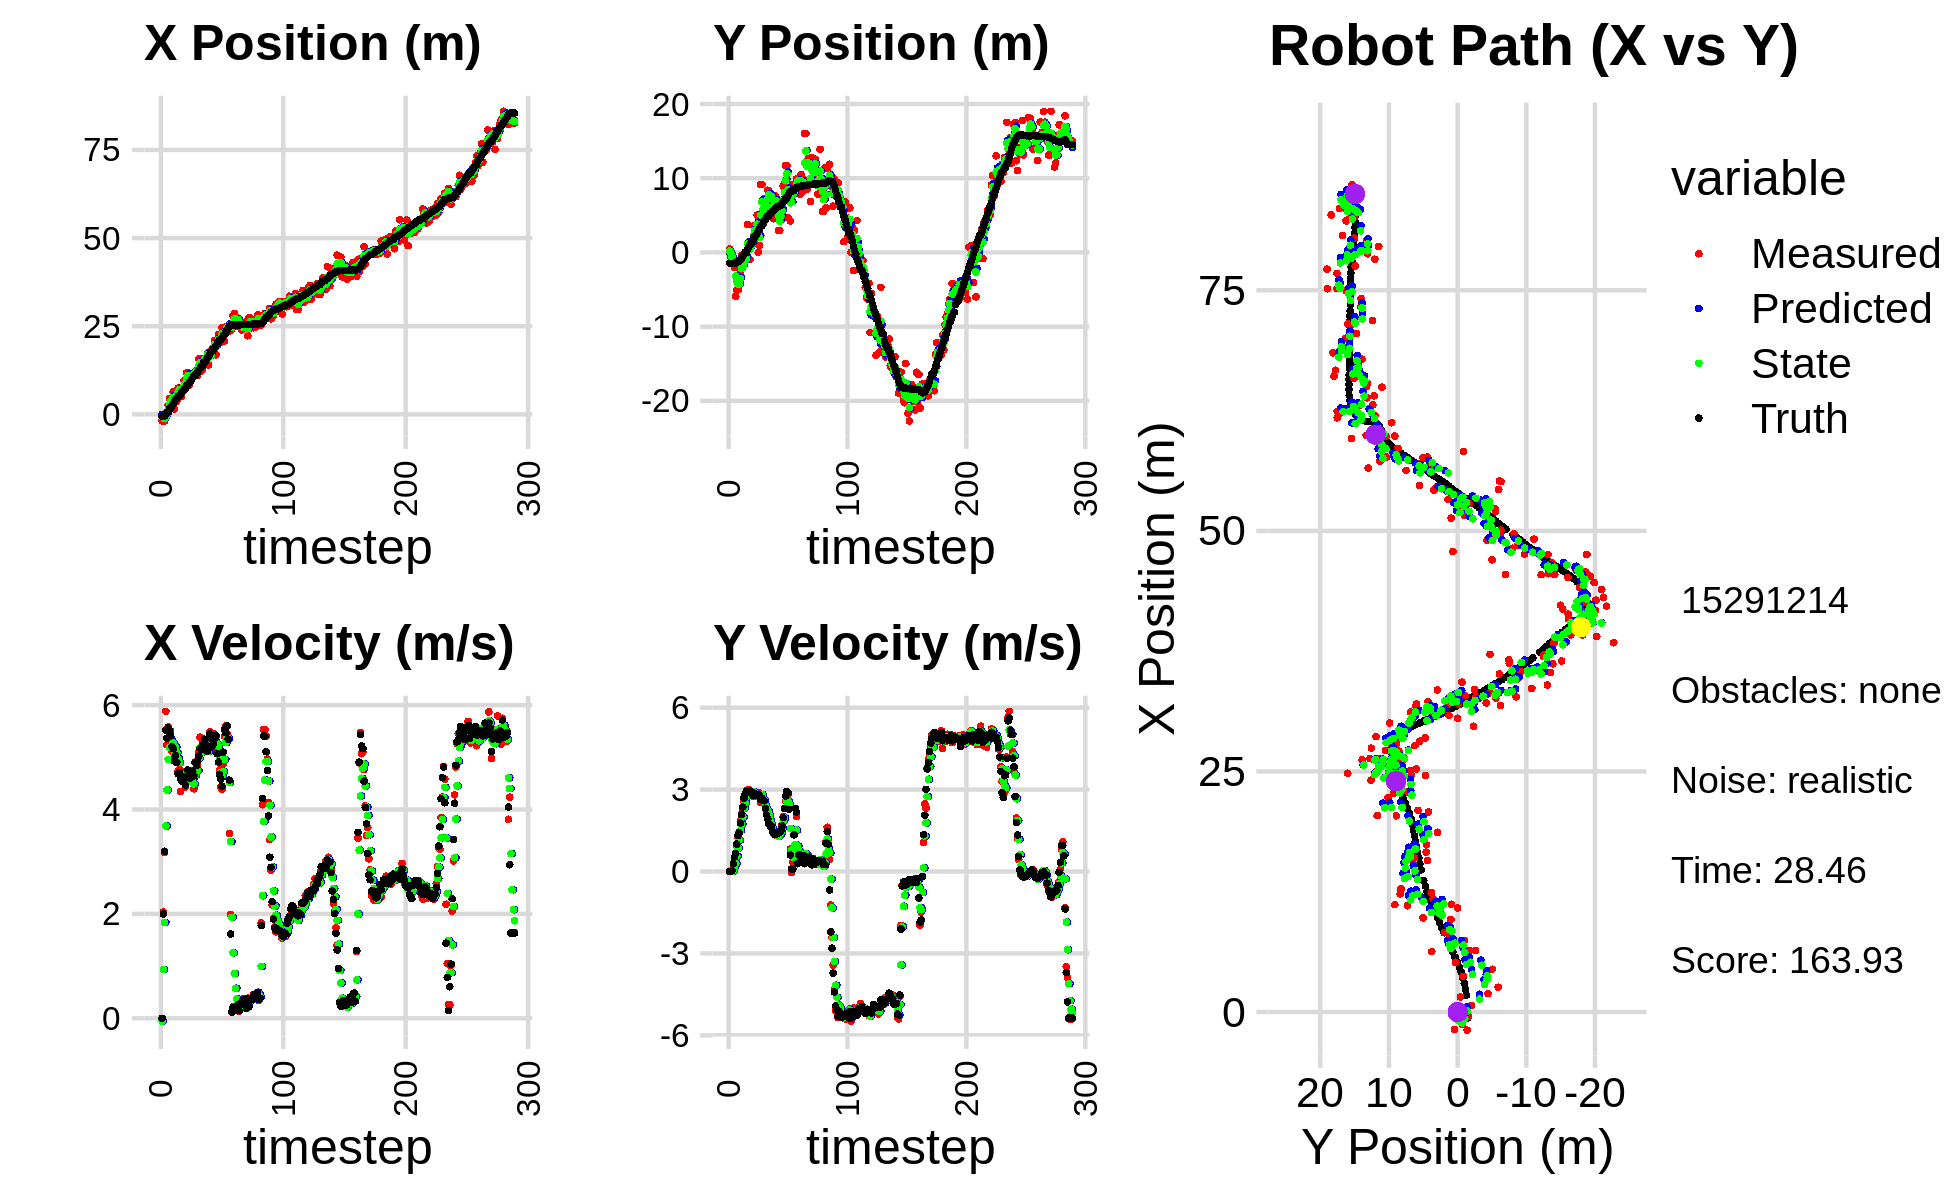 X Position (m)
75
50
25
0
0
100
200
300
timestep
Y Position (m)
20
10
0
-10
-20
0
100
200
300
timestep
X Velocity (m/s)
6
4
2
0
0
100
200
300
timestep
Y Velocity (m/s)
6
3
0
-3
-6
0
100
200
300
timestep
Robot Path (X vs Y)
X Position (m)
75
50
25
0
20 10 0 -10 -20
Y Position (m)
variable
Measured
Predicted
State
Truth
15291214
Obstacles: none
Noise: realistic
Time: 28.46
Score: 163.93